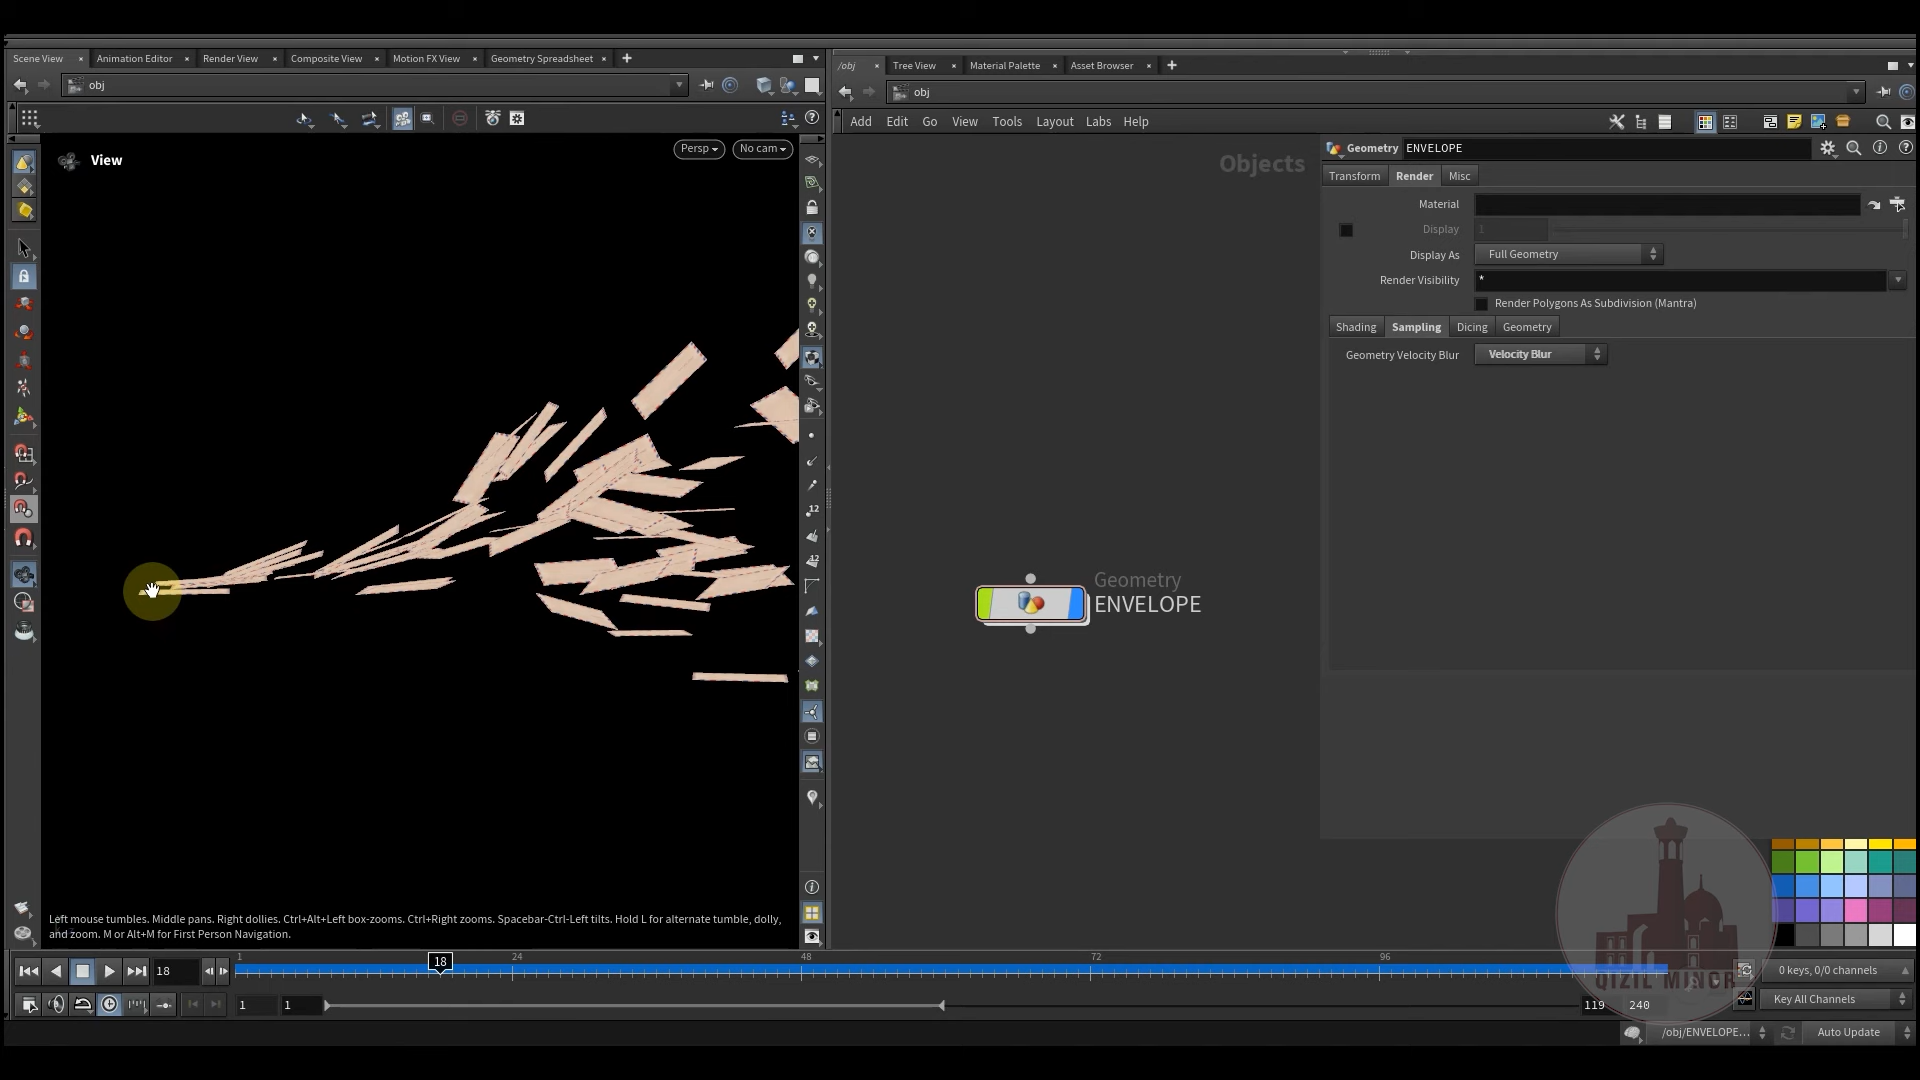 Scene View
Animation Editor
Render View
Composite View
Motion FX View
Geometry Spreadsheet
obj
View
Persp
No cam
12
12
Left mouse tumbles. Middle pans. Right dollies. Ctrl+Alt+Left box-zooms. Ctrl+Right zooms. Spacebar-Ctrl-Left tilts. Hold L for alternate tumble, dolly,
and zoom. M or Alt+M for First Person Navigation.
/obj
Tree View
Material Palette
Asset Browser
obj
Add Edit Go View Tools Layout Labs Help
Objects
Geometry
ENVELOPE
Geometry ENVELOPE
Transform Render Misc
Material
Display 1
Display As Full Geometry
Render Visibility *
Render Polygons As Subdivision (Mantra)
Shading Sampling Dicing Geometry
Geometry Velocity Blur Velocity Blur
QIZIL MINOR
18
1 18 24 48 72 96
0 keys, 0/0 channels
1 1 119 240
Key All Channels
/obj/ENVELOPE...
Auto Update